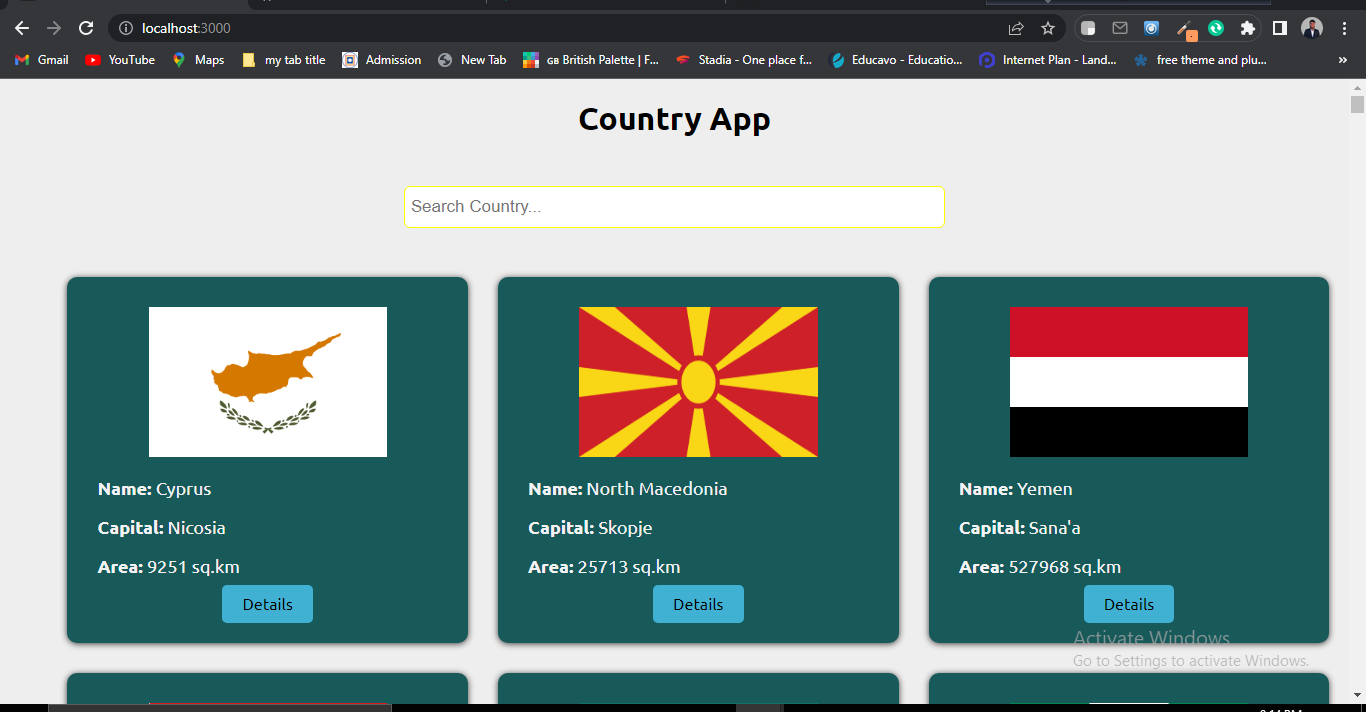 localhost:3000
Gmail YouTube Maps my tab title Admission New Tab GB British Palette | F... Stadia - One place f... Educavo - Educatio... Internet Plan - Land... free theme and plu... »
Country App
Search Country...
Name: Cyprus
Capital: Nicosia
Area: 9251 sq.km
Details
Name: North Macedonia
Capital: Skopje
Area: 25713 sq.km
Details
Name: Yemen
Capital: Sana'a
Area: 527968 sq.km
Details
Activate Windows
Go to Settings to activate Windows.